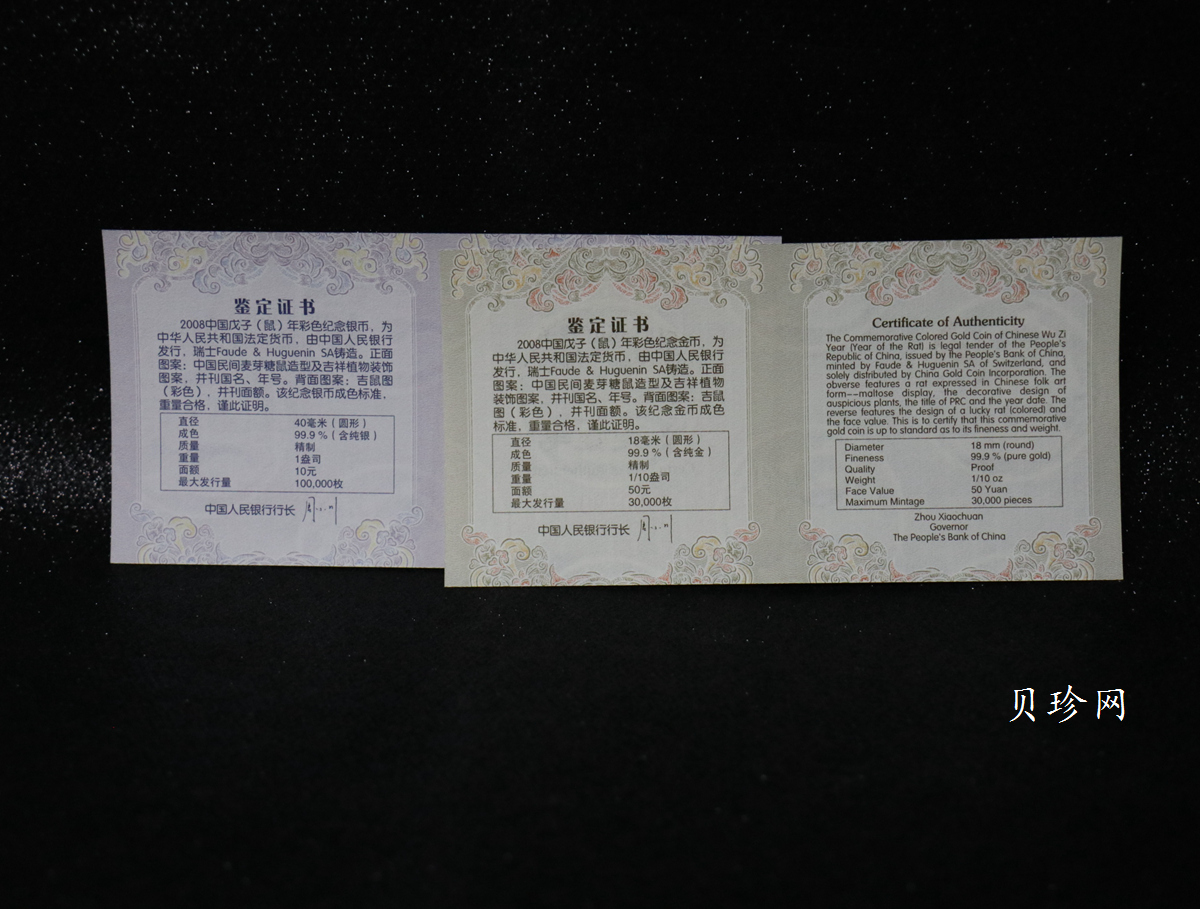 鉴定证书
2008中国戊子（鼠）年彩色纪念银币，为
中华人民共和国法定货币，由中国人民银行
发行，瑞士Faude & Huguenin SA铸造。正面
图案：中国民间麦芽糖鼠造型及吉祥植物装饰
图案，并刊国名、年号。背面图案：吉鼠图
（彩色），并刊面额。该纪念银币成色标准，
重量合格，谨此证明。
直径 40毫米（圆形）
成色 99.9％（含纯银）
质量 精制
重量 1盎司
面额 10元
最大发行量 100,000枚
中国人民银行行长
鉴定证书
2008中国戊子（鼠）年彩色纪念金币，为
中华人民共和国法定货币，由中国人民银行
发行，瑞士Faude & Huguenin SA铸造。正面
图案：中国民间麦芽糖鼠造型及吉祥植物
装饰图案，并刊国名、年号。背面图案：吉鼠
图（彩色），并刊面额。该纪念金币成色
标准，重量合格，谨此证明。
直径 18毫米（圆形）
成色 99.9％（含纯金）
质量 精制
重量 1/10盎司
面额 50元
最大发行量 30,000枚
中国人民银行行长
Certificate of Authenticity
The Commemorative Colored Gold Coin of Chinese Wu Zi
Year (Year of the Rat) is legal tender of the People's
Republic of China, issued by the People's Bank of China,
minted by Faude & Huguenin SA of Switzerland, and
solely distributed by China Gold Coin Incorporation. The
obverse features a rat expressed in Chinese folk art
form--maltose display, the decorative design of
auspicious plants, the title of PRC and the year date. The
reverse features the design of a lucky rat (colored) and
the face value. This is to certify that this commemorative
gold coin is up to standard as to its fineness and weight.
Diameter 18 mm (round)
Fineness 99.9 % (pure gold)
Quality Proof
Weight 1/10 oz
Face Value 50 Yuan
Maximum Mintage 30,000 pieces
Zhou Xiaochuan
Governor
The People's Bank of China
贝珍网